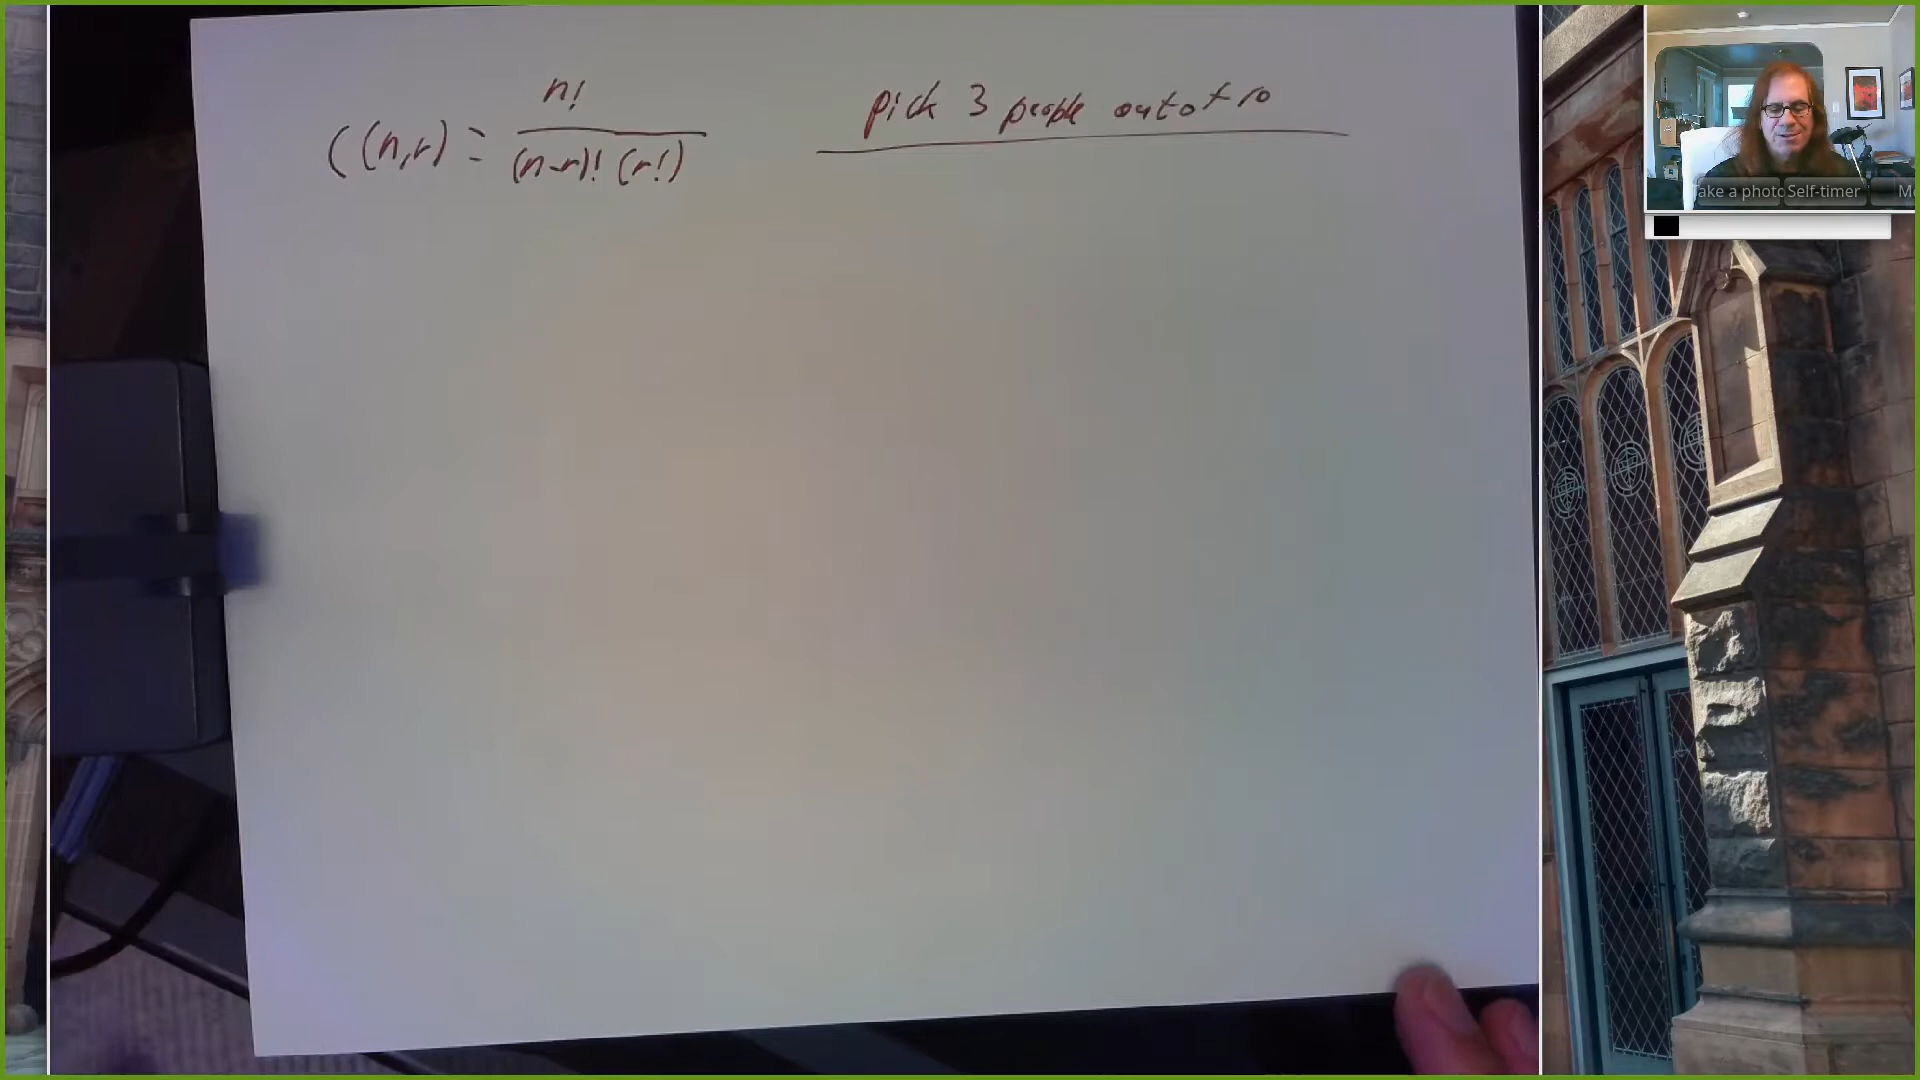 C(n,r) = n! / (n-r)! (r!)
pick 3 people out of 10
Take a photo Self-timer